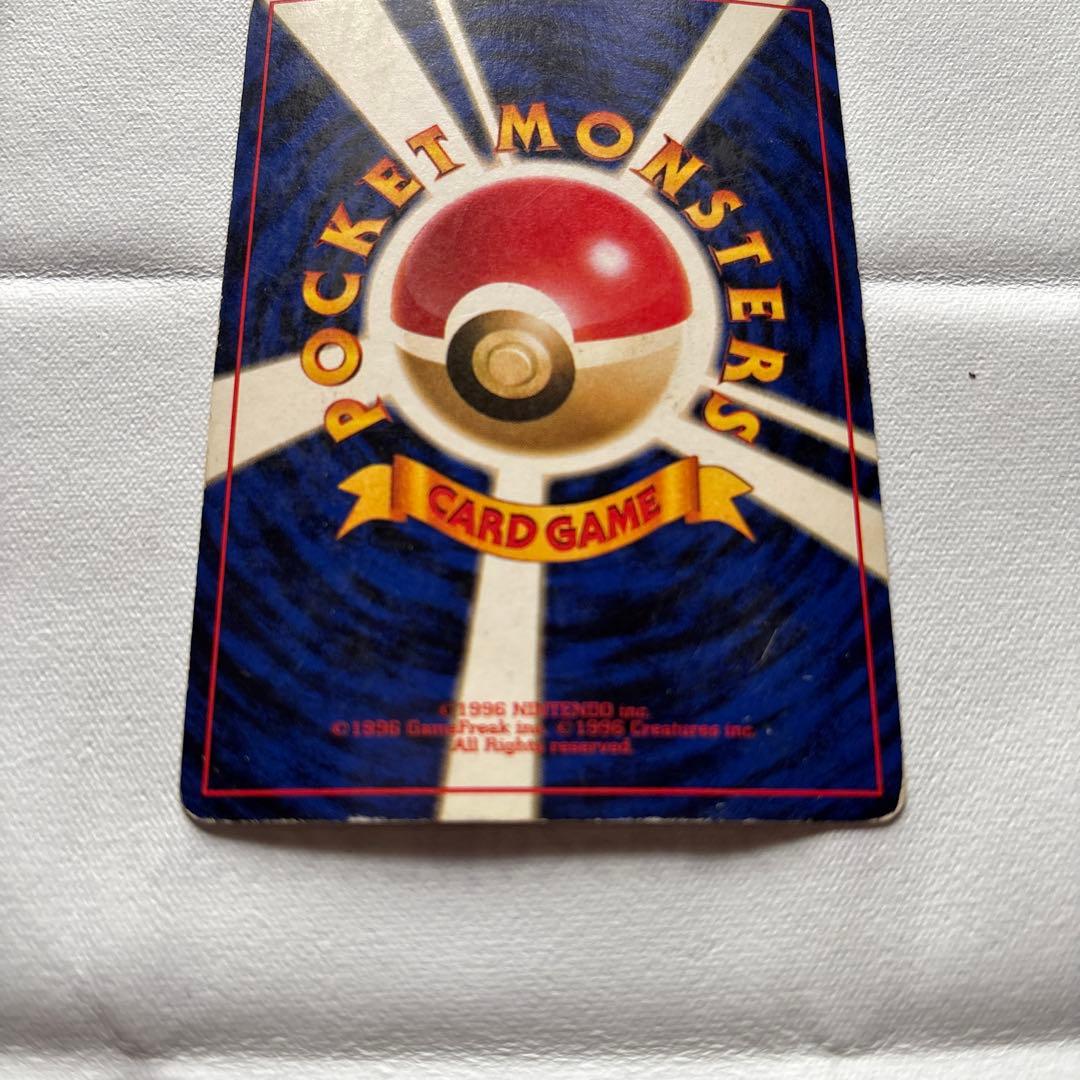 POCKET MONSTERS
CARD GAME
©1996 NINTENDO inc.
©1996 GameFreak inc. ©1996 Creatures inc.
All Rights reserved.